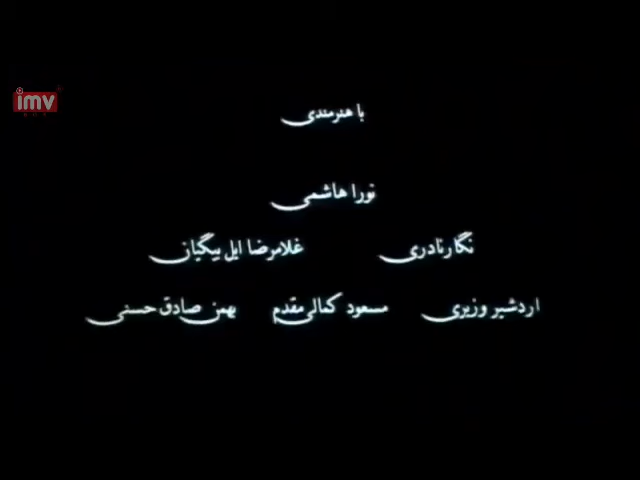 imv
با هنرمندی
نورا هاشمی
نگار نادری غلامرضا ایل بیگیان
اردشیر وزیری مسعود کمالی مقدم بهمن صادق حسنی